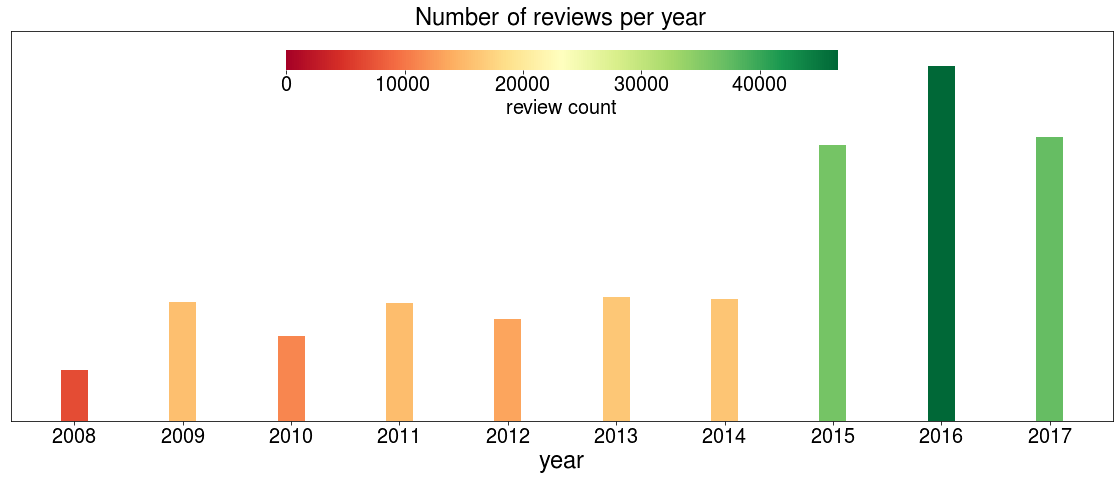 Number of reviews per year
0 10000 20000 30000 40000
review count
2008 2009 2010 2011 2012 2013 2014 2015 2016 2017
year